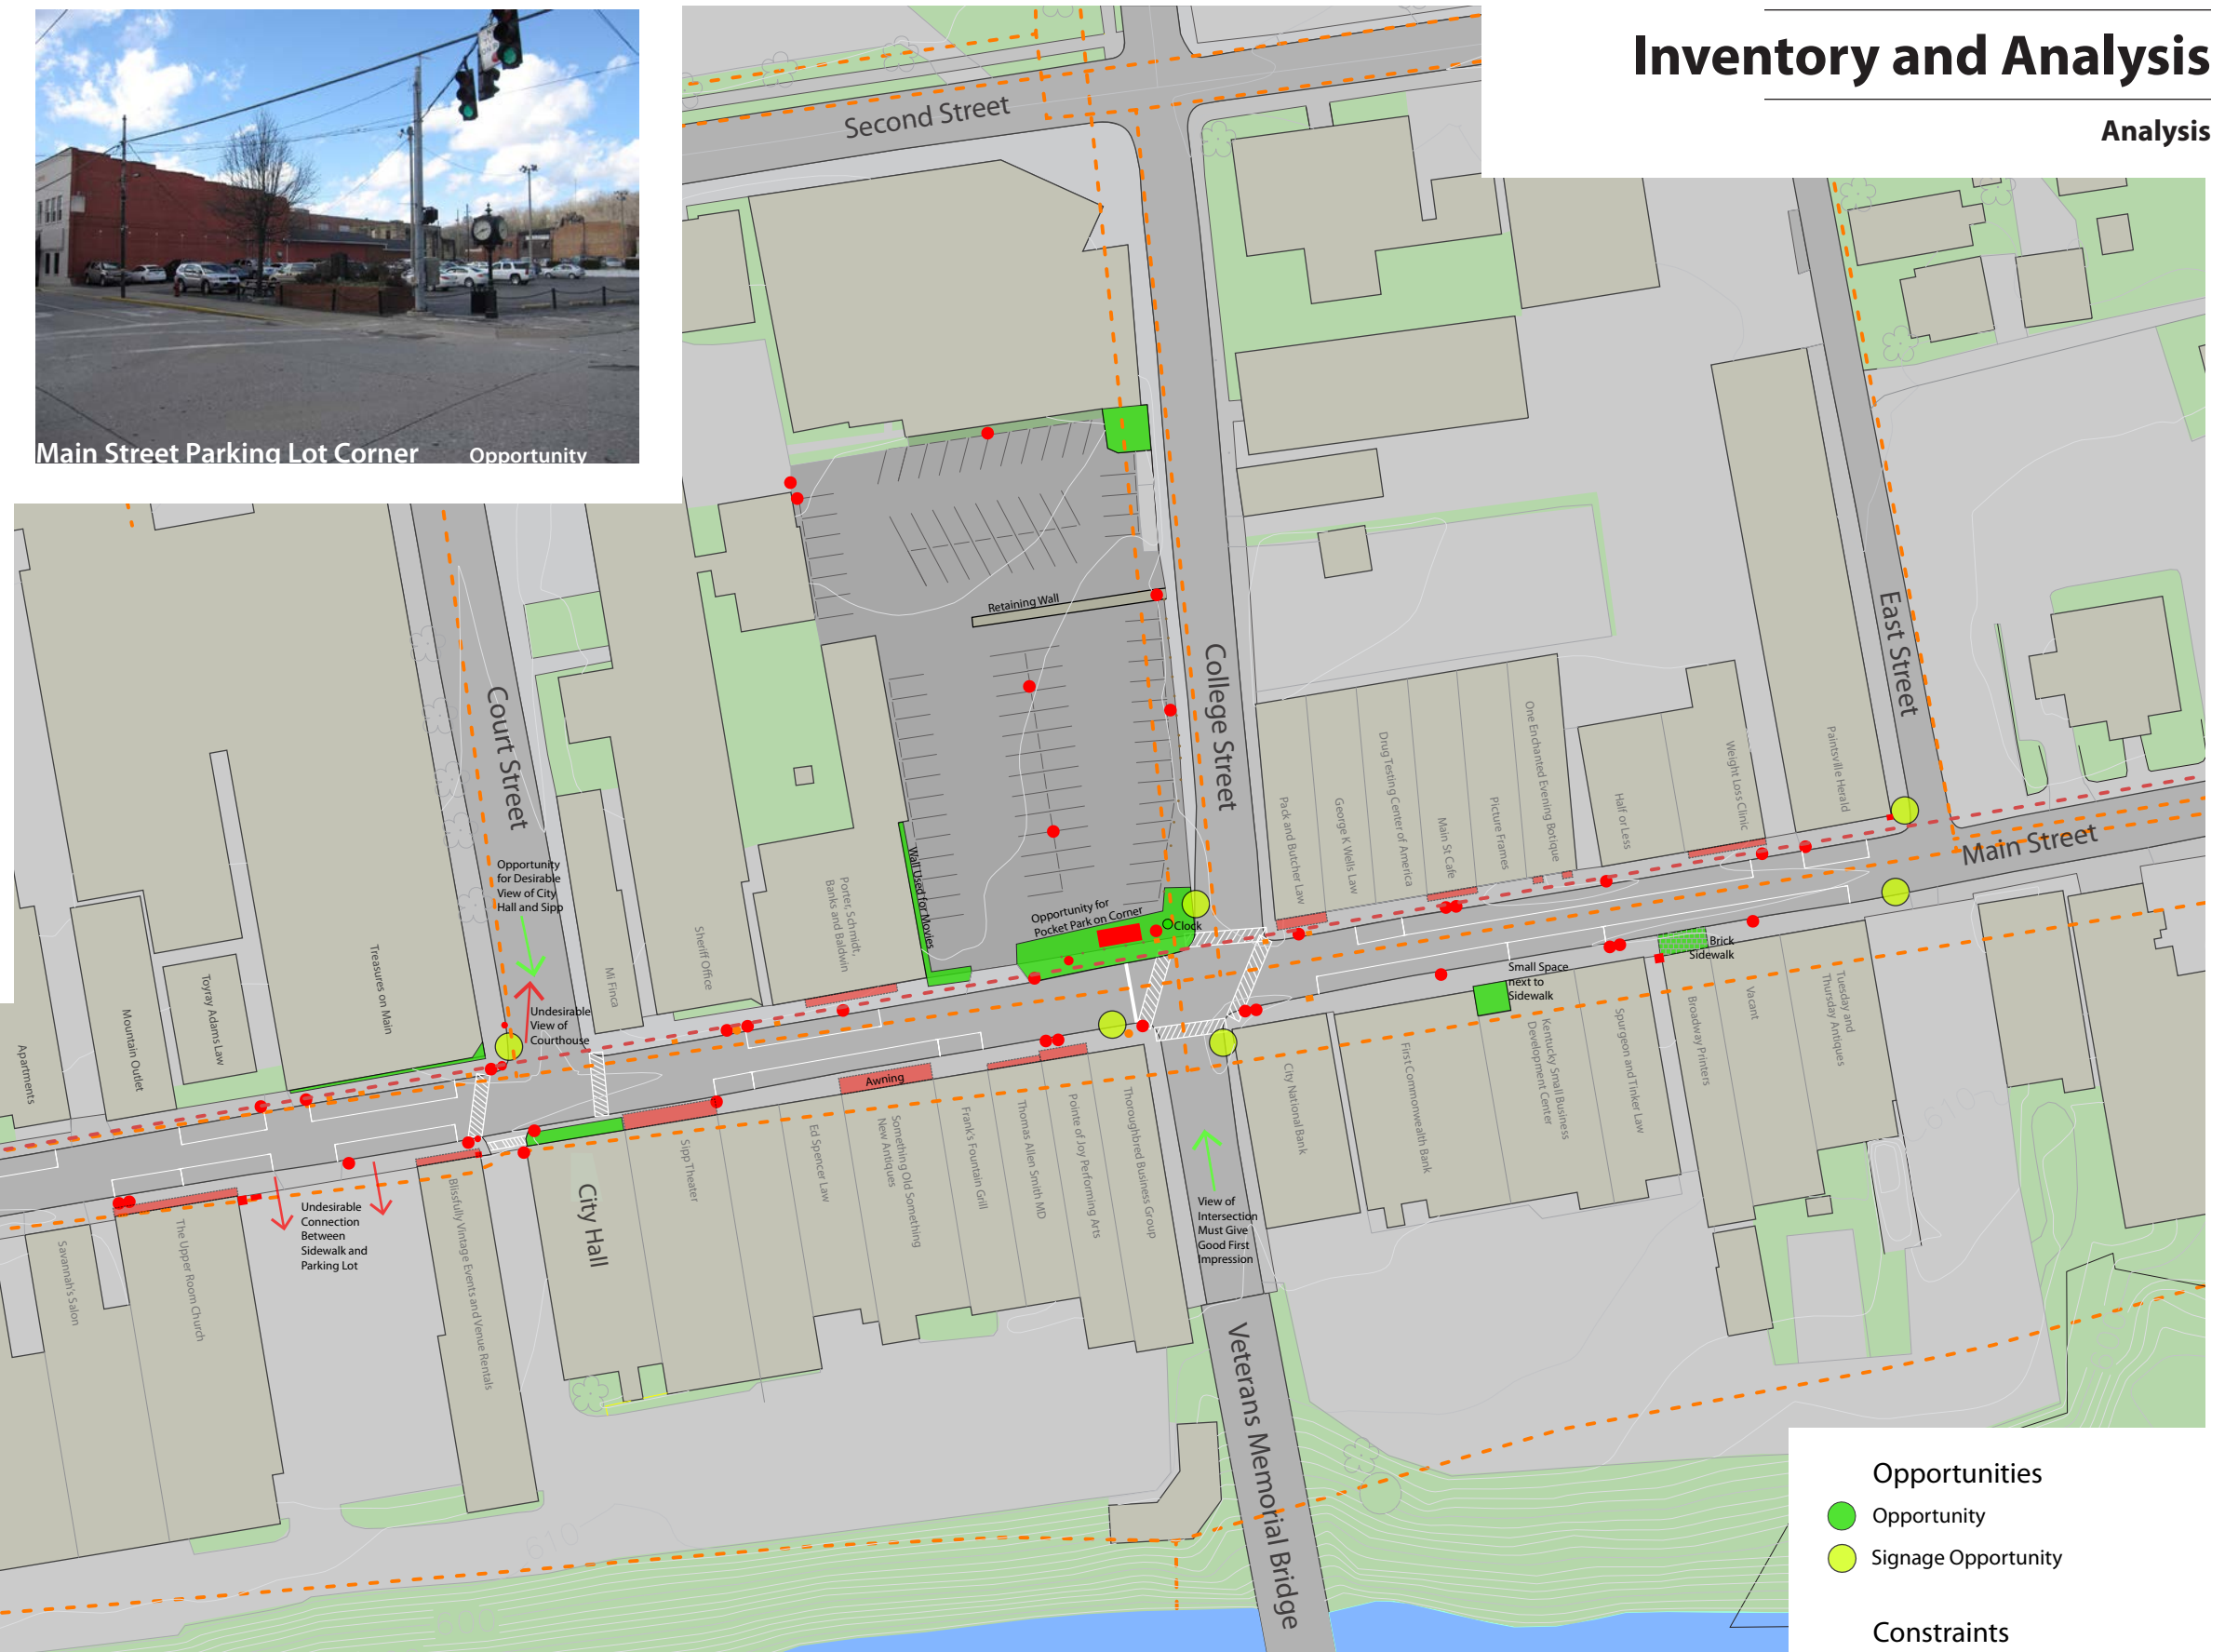 Inventory and Analysis
Analysis
Main Street Parking Lot Corner
Opportunity
Second Street
Retaining Wall
College Street
Court Street
East Street
Main Street
Opportunity
for Desirable
View of City
Hall and Sipp
Undesirable
View of
Courthouse
Wall Used for Movies
Opportunity for
Pocket Park on Corner
Clock
Pack and Butcher Law
George K Wells Law
Drug Testing Center of America
Main St Cafe
Picture Frames
One Enchanted Evening Botique
Half or Less
Weight Loss Clinic
Paintsville Herald
Apartments
Mountain Outlet
Toyray Adams Law
Treasures on Main
Mi Finca
Sheriff Office
Porter, Schmidt,
Banks and Baldwin
Small Space
next to
Sidewalk
Brick
Sidewalk
Awning
Undesirable
Connection
Between
Sidewalk and
Parking Lot
Savannah's Salon
The Upper Room Church
Blissfully Vintage Events and Venue Rentals
City Hall
Sipp Theater
Ed Spencer Law
Something Old Something
New Antiques
Frank's Fountain Grill
Thomas Allen Smith MD
Pointe of Joy Performing Arts
Thoroughbred Business Group
View of
Intersection
Must Give
Good First
Impression
City National Bank
First Commonwealth Bank
Kentucky Small Business
Development Center
Spurgeon and Tinker Law
Broadway Printers
Vacant
Tuesday and
Thursday Antiques
Veterans Memorial Bridge
610
610
600
Opportunities
Opportunity
Signage Opportunity
Constraints